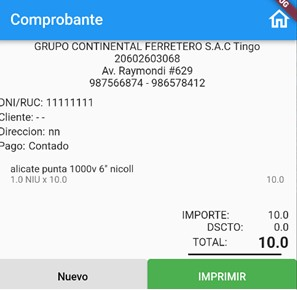 Comprobante
GRUPO CONTINENTAL FERRETERO S.A.C Tingo
20602603068
Av. Raymondi #629
987566874 - 986578412
DNI/RUC: 11111111
Cliente: - -
Direccion: nn
Pago: Contado
alicate punta 1000v 6" nicoll
1.0 NIU x 10.0 10.0
IMPORTE: 10.0
DSCTO: 0.0
TOTAL: 10.0
Nuevo IMPRIMIR